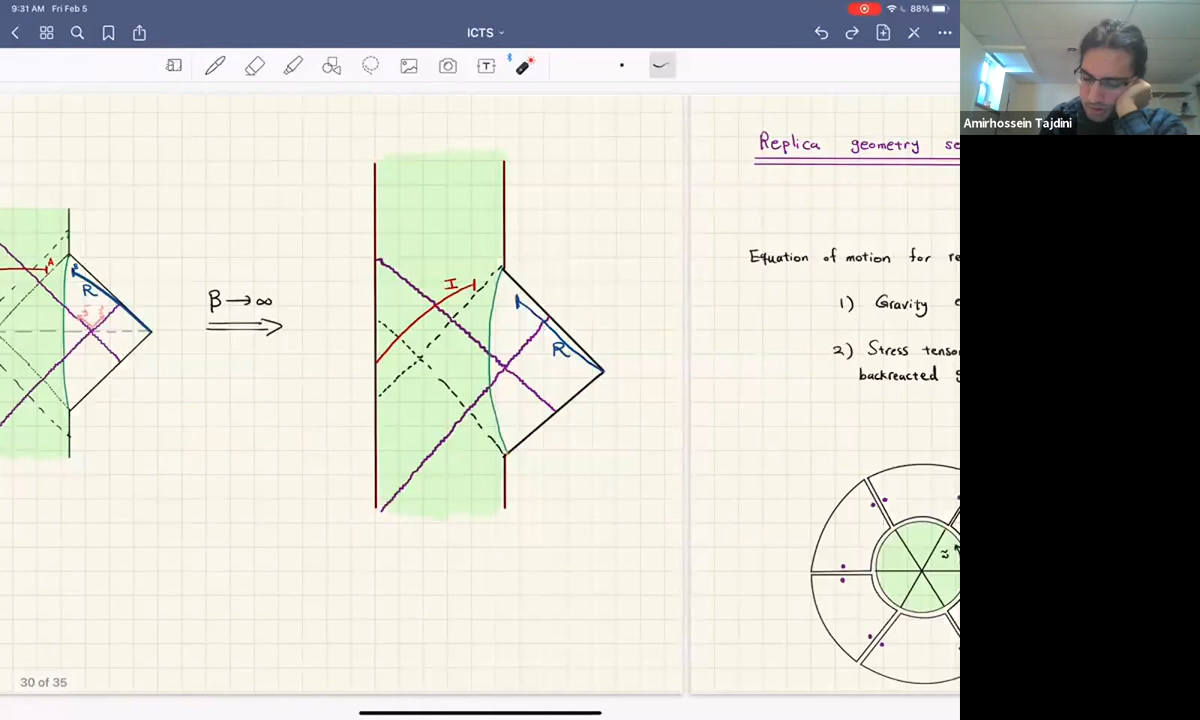 9:31 AM Fri Feb 5
88%
ICTS
Amirhossein Tajdini
A
R
β → ∞
I
R
Replica geometry
Equation of motion for
1) Gravity
2) Stress
backreacted
30 of 35